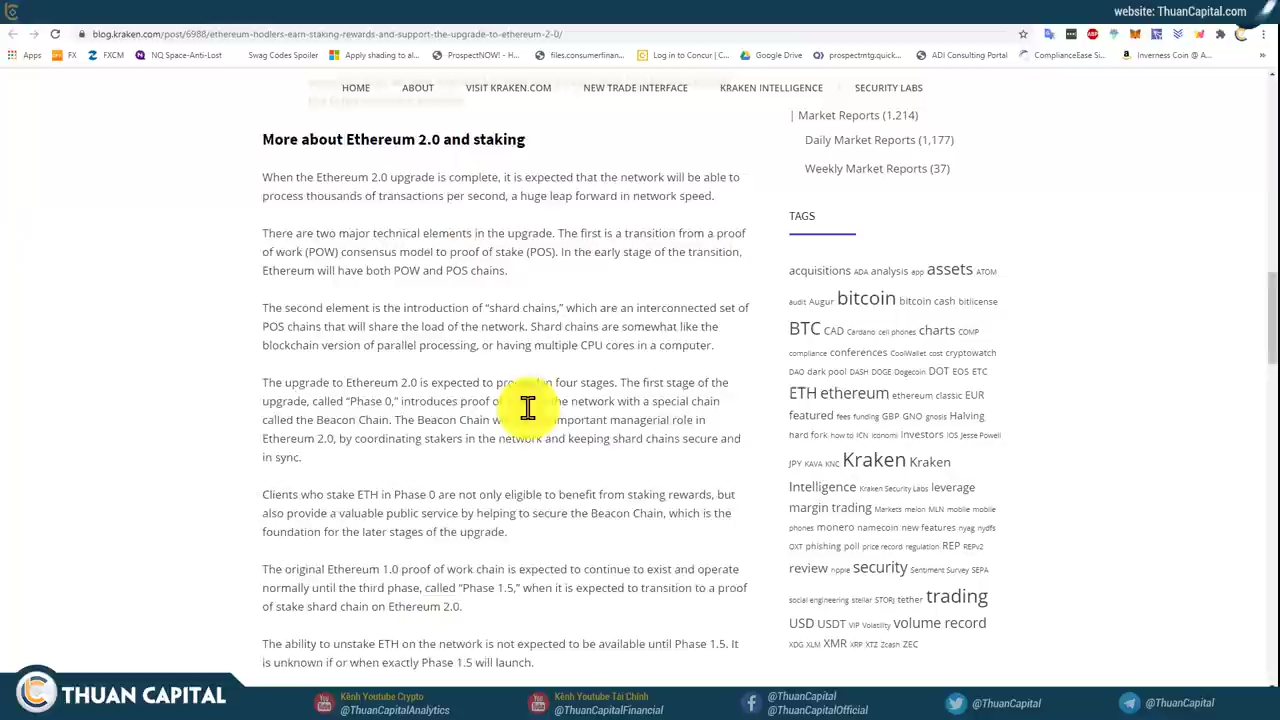 website: ThuanCapital.com
blog.kraken.com/post/6988/ethereum-hodlers-earn-staking-rewards-and-support-the-upgrade-to-ethereum-2-0/
Apps FX FXCM NQ Space-Anti-Lost Swag Codes Spoiler Apply shading to al... ProspectNOW! - H... files.consumerfinan... Log in to Concur | C... Google Drive prospectmtg.quick... ADI Consulting Portal ComplianceEase Si... Inverness Coin @ A...
HOME ABOUT VISIT KRAKEN.COM NEW TRADE INTERFACE KRAKEN INTELLIGENCE SECURITY LABS
More about Ethereum 2.0 and staking
When the Ethereum 2.0 upgrade is complete, it is expected that the network will be able to
process thousands of transactions per second, a huge leap forward in network speed.
There are two major technical elements in the upgrade. The first is a transition from a proof
of work (POW) consensus model to proof of stake (POS). In the early stage of the transition,
Ethereum will have both POW and POS chains.
The second element is the introduction of “shard chains,” which are an interconnected set of
POS chains that will share the load of the network. Shard chains are somewhat like the
blockchain version of parallel processing, or having multiple CPU cores in a computer.
The upgrade to Ethereum 2.0 is expected to in four stages. The first stage of the
upgrade, called “Phase 0,” introduces proof the network with a special chain
called the Beacon Chain. The Beacon Chain important managerial role in
Ethereum 2.0, by coordinating stakers in the network and keeping shard chains secure and
in sync.
Clients who stake ETH in Phase 0 are not only eligible to benefit from staking rewards, but
also provide a valuable public service by helping to secure the Beacon Chain, which is the
foundation for the later stages of the upgrade.
The original Ethereum 1.0 proof of work chain is expected to continue to exist and operate
normally until the third phase, called “Phase 1.5,” when it is expected to transition to a proof
of stake shard chain on Ethereum 2.0.
The ability to unstake ETH on the network is not expected to be available until Phase 1.5. It
is unknown if or when exactly Phase 1.5 will launch.
| Market Reports (1,214)
Daily Market Reports (1,177)
Weekly Market Reports (37)
TAGS
acquisitions ADA analysis app assets ATOM
audit Augur bitcoin bitcoin cash bitlicense
BTC CAD Cardano cell phones charts COMP
compliance conferences CoolWallet cost cryptowatch
DAO dark pool DASH DOGE Dogecoin DOT EOS ETC
ETH ethereum ethereum classic EUR
featured fees funding GBP GNO gnosis Halving
hard fork how to ICN iconomi investors iOS Jesse Powell
JPY KAVA KNC Kraken Kraken
Intelligence Kraken Security Labs leverage
margin trading Markets melon MLN mobile mobile
phones monero namecoin new features nyag nydfs
OXT phishing poll price record regulation REP REPv2
review ripple security Sentiment Survey SEPA
social engineering stellar STORJ tether trading
USD USDT VIP Volatility volume record
XDG XLM XMR XRP XTZ Zcash ZEC
THUAN CAPITAL
Kênh Youtube Crypto
@ThuanCapitalAnalytics
Kênh Youtube Tài Chính
@ThuanCapitalFinancial
@ThuanCapital
@ThuanCapitalOfficial
@ThuanCapital
@ThuanCapital